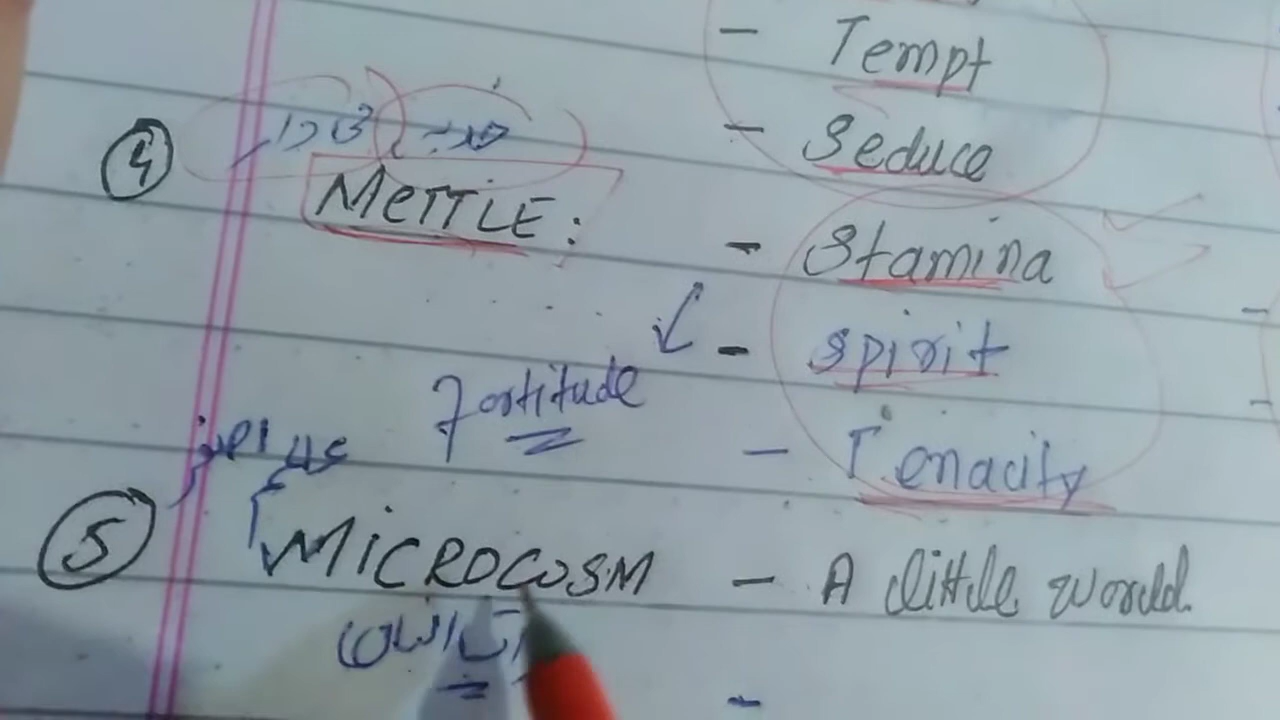 - Tempt
- Seduce
④
METTLE:
- Stamina
- Spirit
Fortitude
- Tenacity
⑤ MICROCOSM - A little world.
-